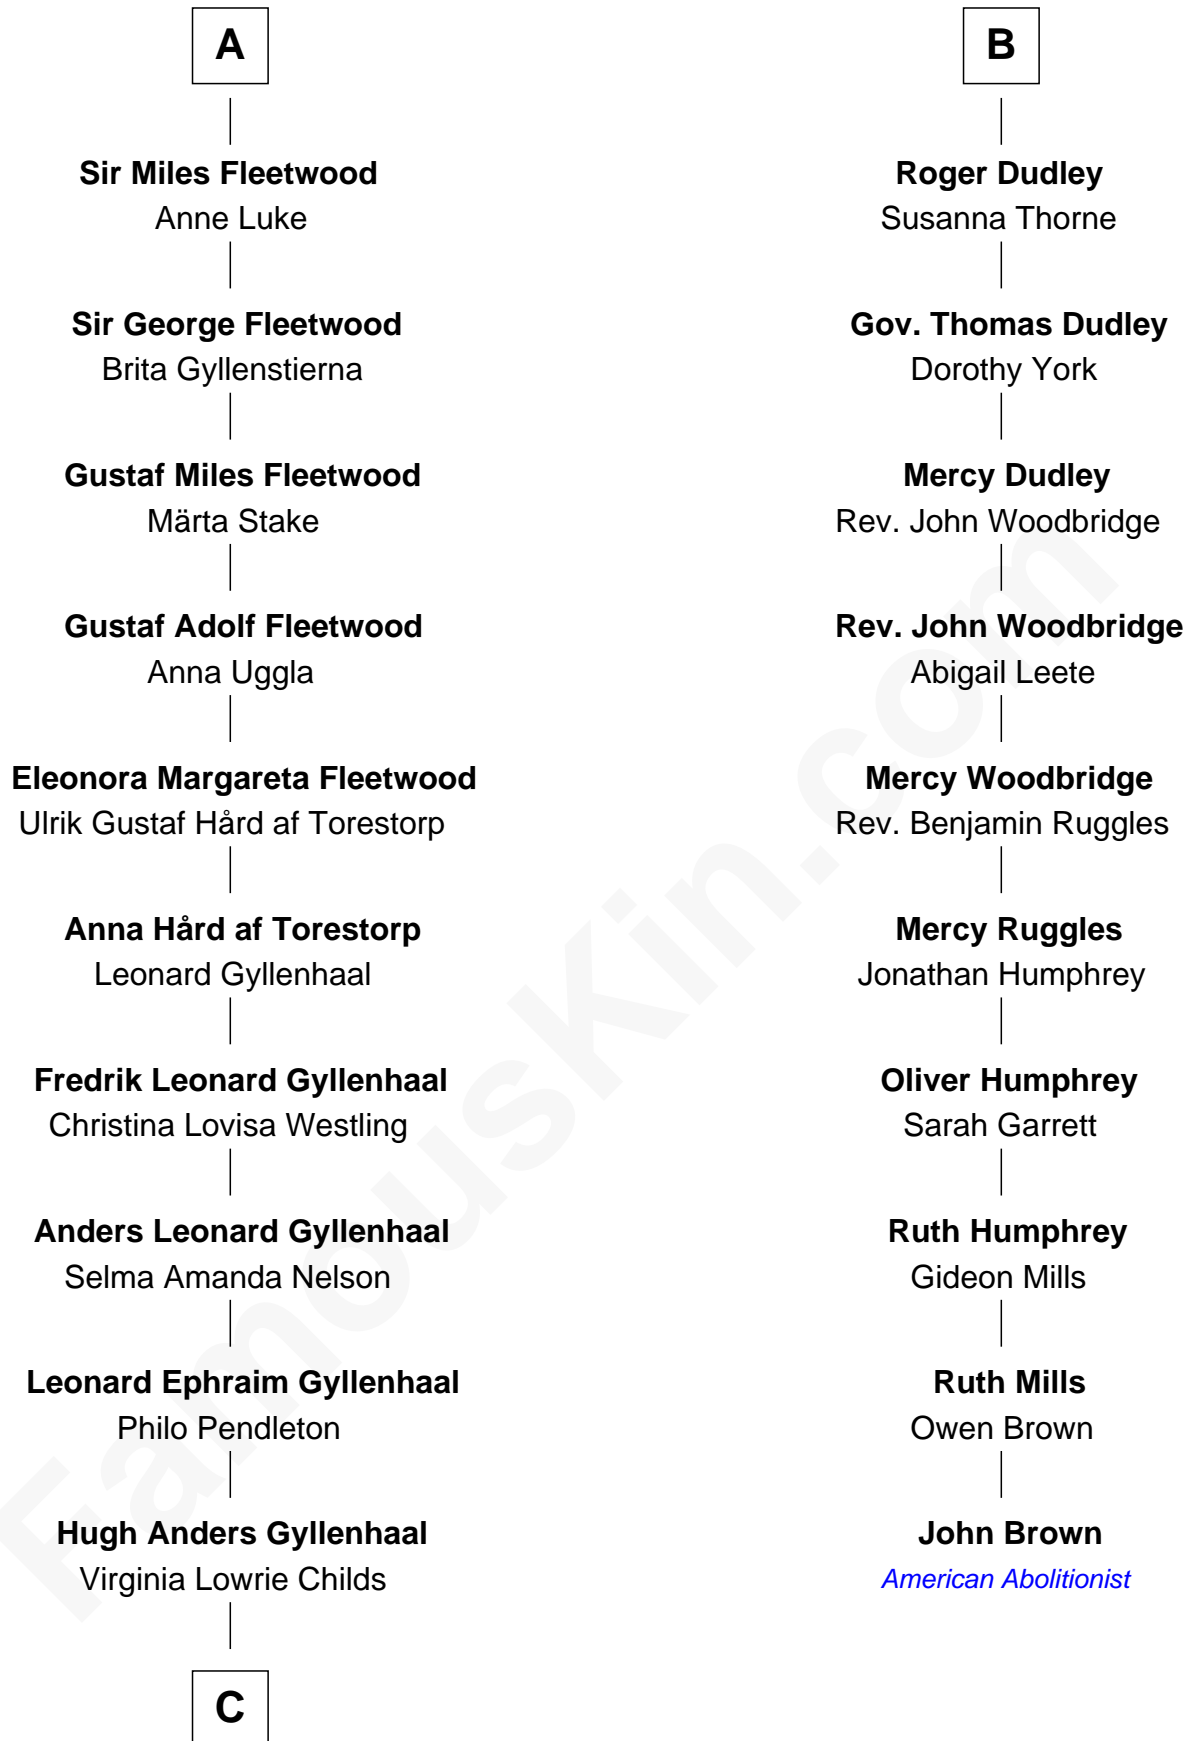 A
Sir Miles Fleetwood
Anne Luke
Sir George Fleetwood
Brita Gyllenstierna
Gustaf Miles Fleetwood
Märta Stake
Gustaf Adolf Fleetwood
Anna Uggla
Eleonora Margareta Fleetwood
Ulrik Gustaf Hård af Torestorp
Anna Hård af Torestorp
Leonard Gyllenhaal
Fredrik Leonard Gyllenhaal
Christina Lovisa Westling
Anders Leonard Gyllenhaal
Selma Amanda Nelson
Leonard Ephraim Gyllenhaal
Philo Pendleton
Hugh Anders Gyllenhaal
Virginia Lowrie Childs
C
B
Roger Dudley
Susanna Thorne
Gov. Thomas Dudley
Dorothy York
Mercy Dudley
Rev. John Woodbridge
Rev. John Woodbridge
Abigail Leete
Mercy Woodbridge
Rev. Benjamin Ruggles
Mercy Ruggles
Jonathan Humphrey
Oliver Humphrey
Sarah Garrett
Ruth Humphrey
Gideon Mills
Ruth Mills
Owen Brown
John Brown
American Abolitionist
FamousKin.com